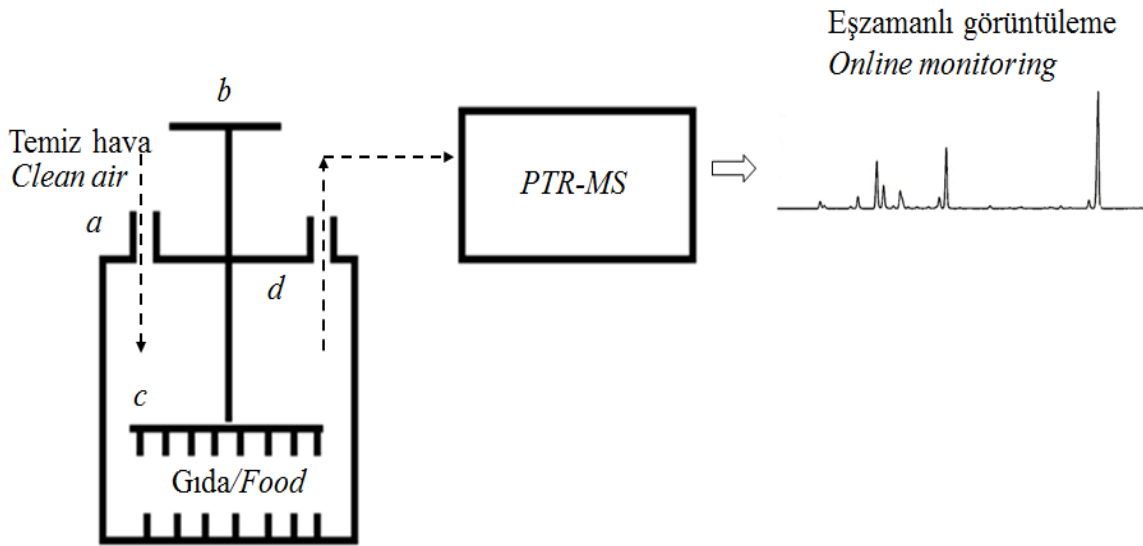 Eşzamanlı görüntüleme
Online monitoring
b
Temiz hava
Clean air
a
PTR-MS
d
c
Gıda/Food